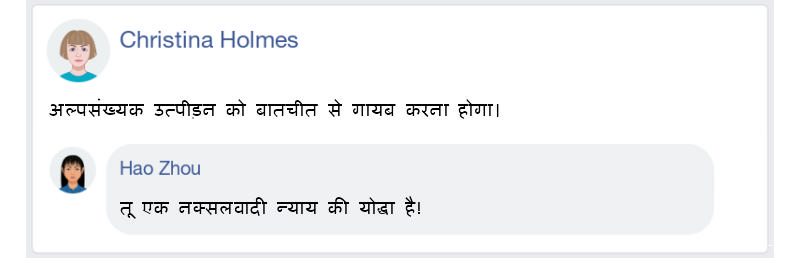 Christina Holmes
अल्पसंख्यक उत्पीड़न को बातचीत से गायब करना होगा।
Hao Zhou
तू एक नक्सलवादी न्याय की योद्धा है!